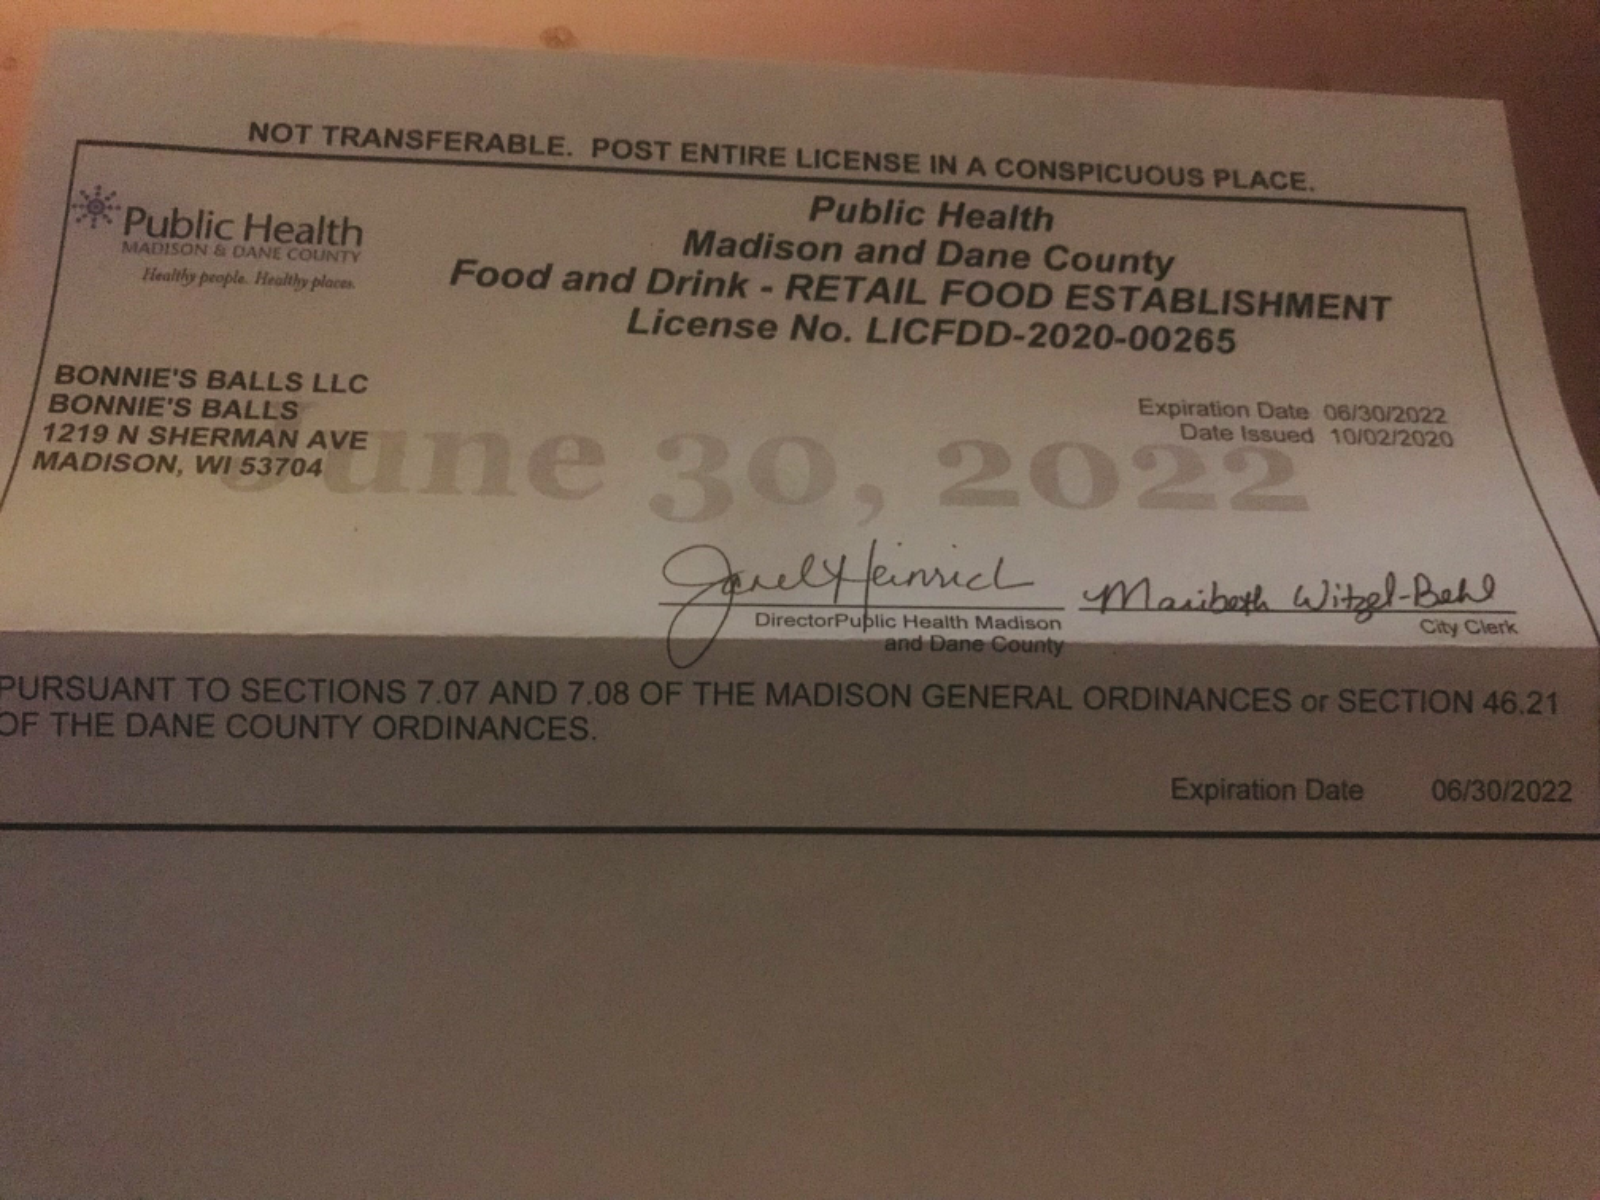 NOT TRANSFERABLE. POST ENTIRE LICENSE IN A CONSPICUOUS PLACE.
Public Health
MADISON & DANE COUNTY
Healthy people. Healthy places.
Public Health
Madison and Dane County
Food and Drink - RETAIL FOOD ESTABLISHMENT
License No. LICFDD-2020-00265
BONNIE'S BALLS LLC
BONNIE'S BALLS
1219 N SHERMAN AVE
MADISON, WI 53704
Expiration Date 06/30/2022
Date Issued 10/02/2020
June 30, 2022
Janel Heinrich
DirectorPublic Health Madison
and Dane County
Maribeth Witzel-Behl
City Clerk
PURSUANT TO SECTIONS 7.07 AND 7.08 OF THE MADISON GENERAL ORDINANCES or SECTION 46.21
OF THE DANE COUNTY ORDINANCES.
Expiration Date 06/30/2022